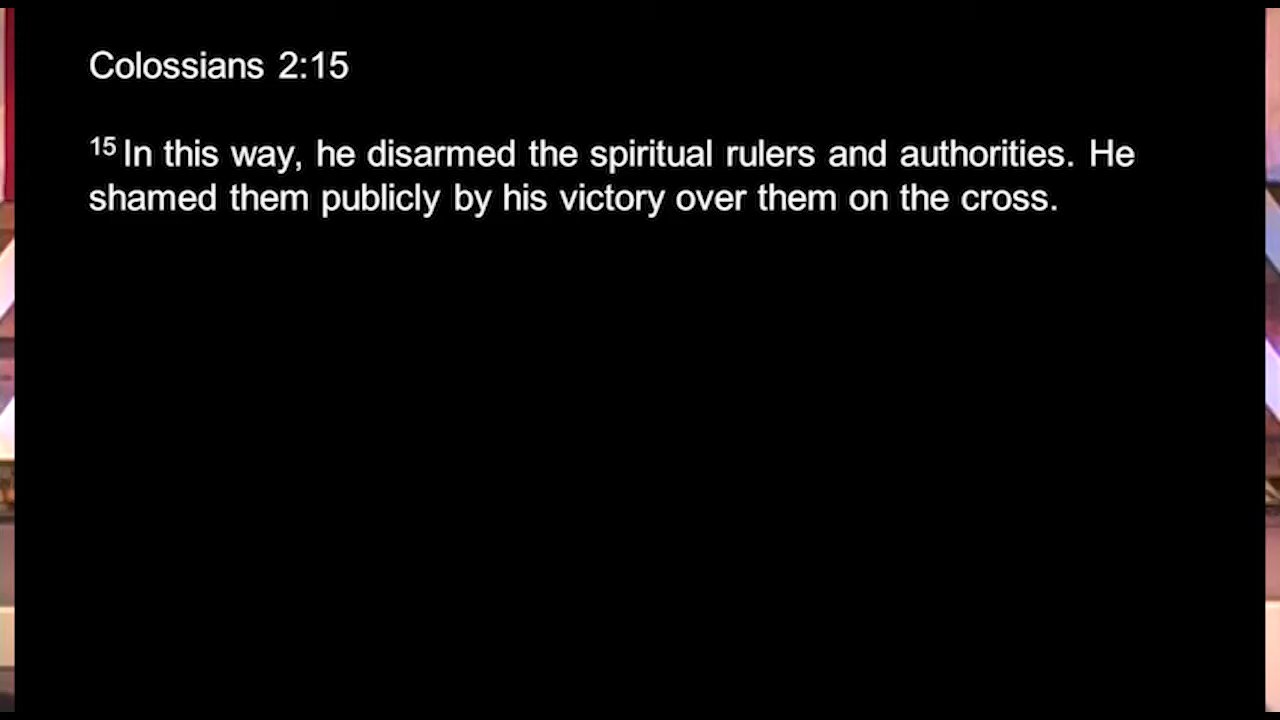 Colossians 2:15
15 In this way, he disarmed the spiritual rulers and authorities. He
shamed them publicly by his victory over them on the cross.